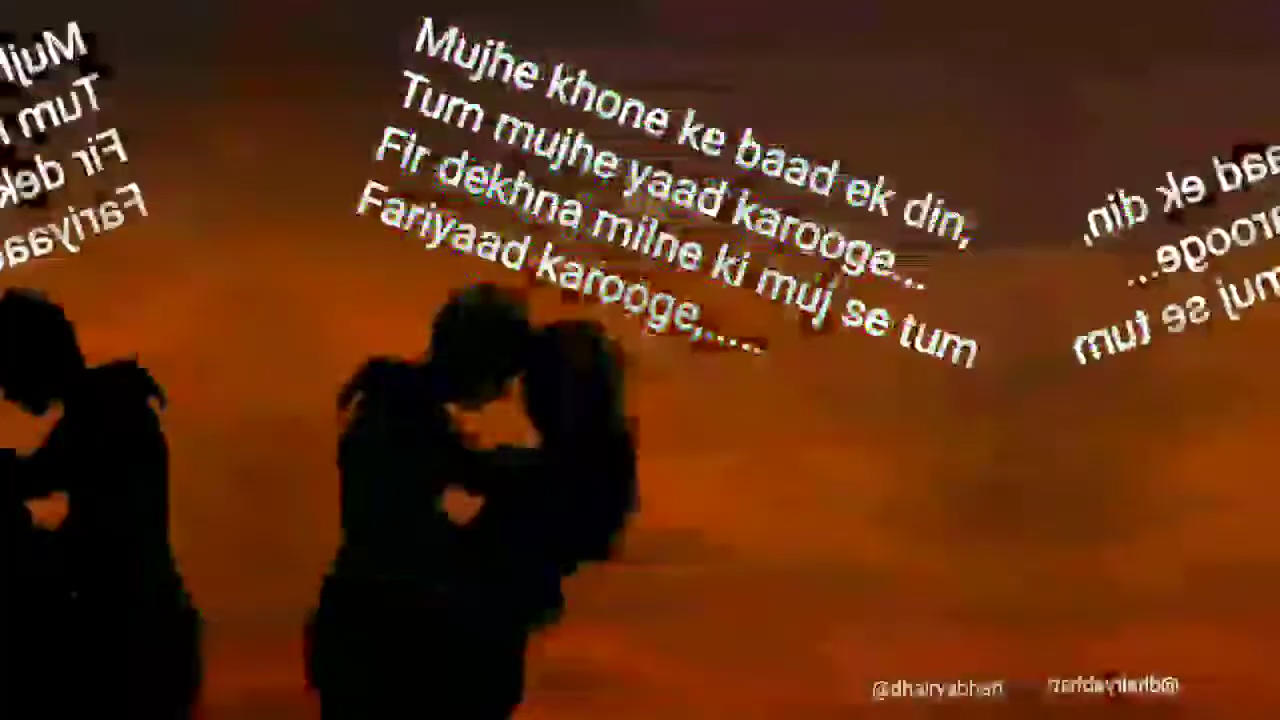 Mujhe khone ke baad ek din,
Tum mujhe yaad karooge...
Fir dekhna milne ki muj se tum
Fariyaad karooge,.....